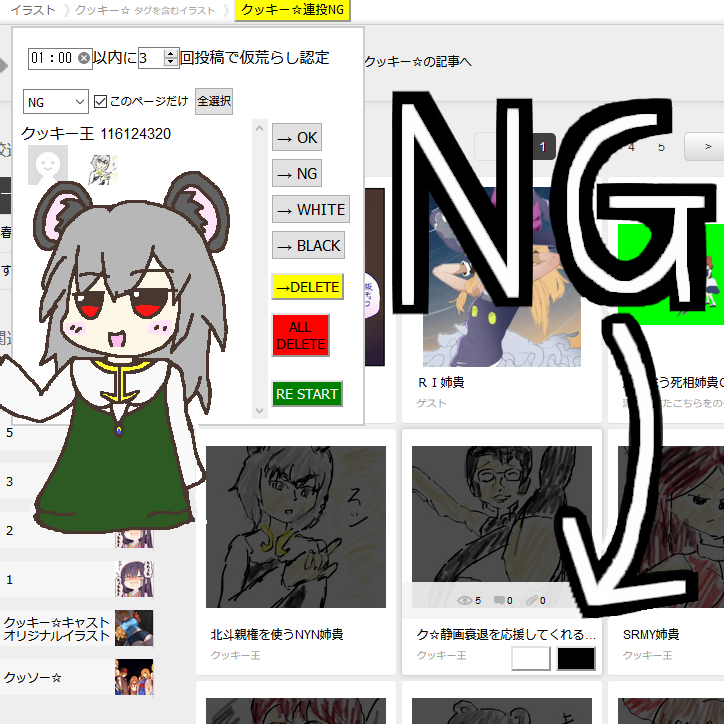 イラスト クッキー☆ タグを含むイラスト クッキー☆連投NG
01：00 以内に 3 回投稿で仮荒らし認定
クッキー☆の記事へ
NG このページだけ 全選択
クッキー王 116124320
→ OK
→ NG
→ WHITE
→ BLACK
→DELETE
ALL
DELETE
RE START
NG
1 4 5 >
春
す
5
3
2
1
クッキー☆キャスト
オリジナルイラスト
クッソー☆
ＲＩ姉貴
ゲスト
う死相姉貴
スッ
5 0 0
北斗親権を使うNYN姉貴
クッキー王
ク☆静画衰退を応援してくれる...
クッキー王
SRMY姉貴
クッキー王